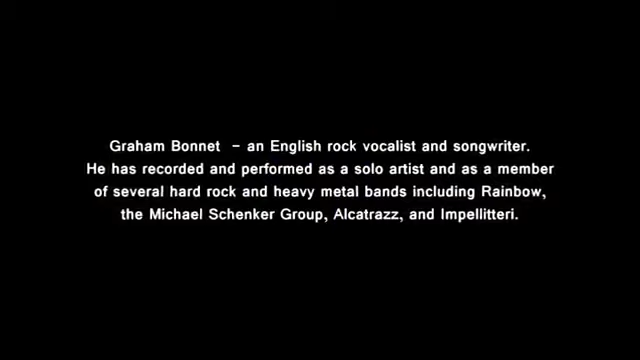 Graham Bonnet – an English rock vocalist and songwriter.
He has recorded and performed as a solo artist and as a member
of several hard rock and heavy metal bands including Rainbow,
the Michael Schenker Group, Alcatrazz, and Impellitteri.